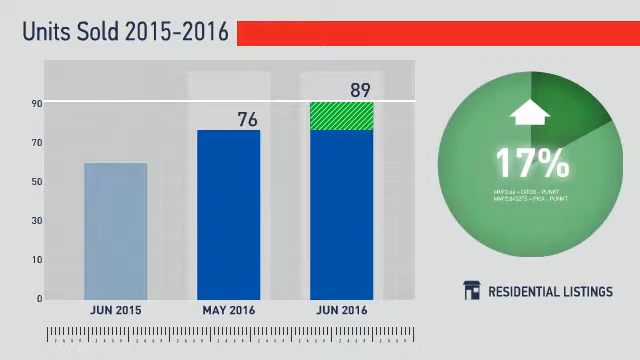 Units Sold 2015-2016
89
76
90
70
50
30
10
0
JUN 2015
MAY 2016
JUN 2016
17%
RESIDENTIAL LISTINGS